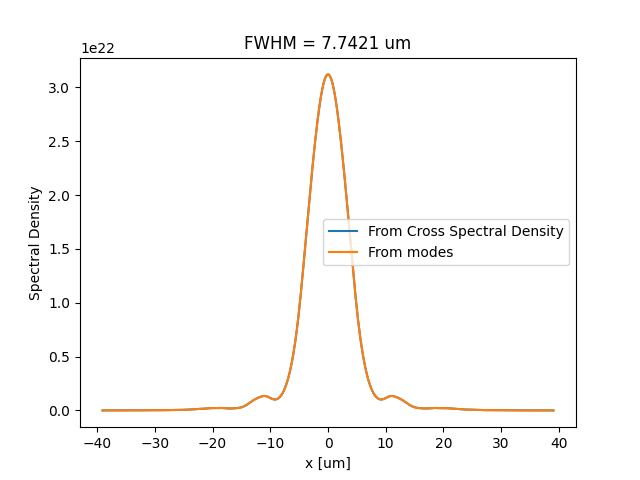 FWHM = 7.7421 um
1e22
3.0
2.5
2.0
1.5
1.0
0.5
0.0
Spectral Density
From Cross Spectral Density
From modes
−40 −30 −20 −10 0 10 20 30 40
x [um]